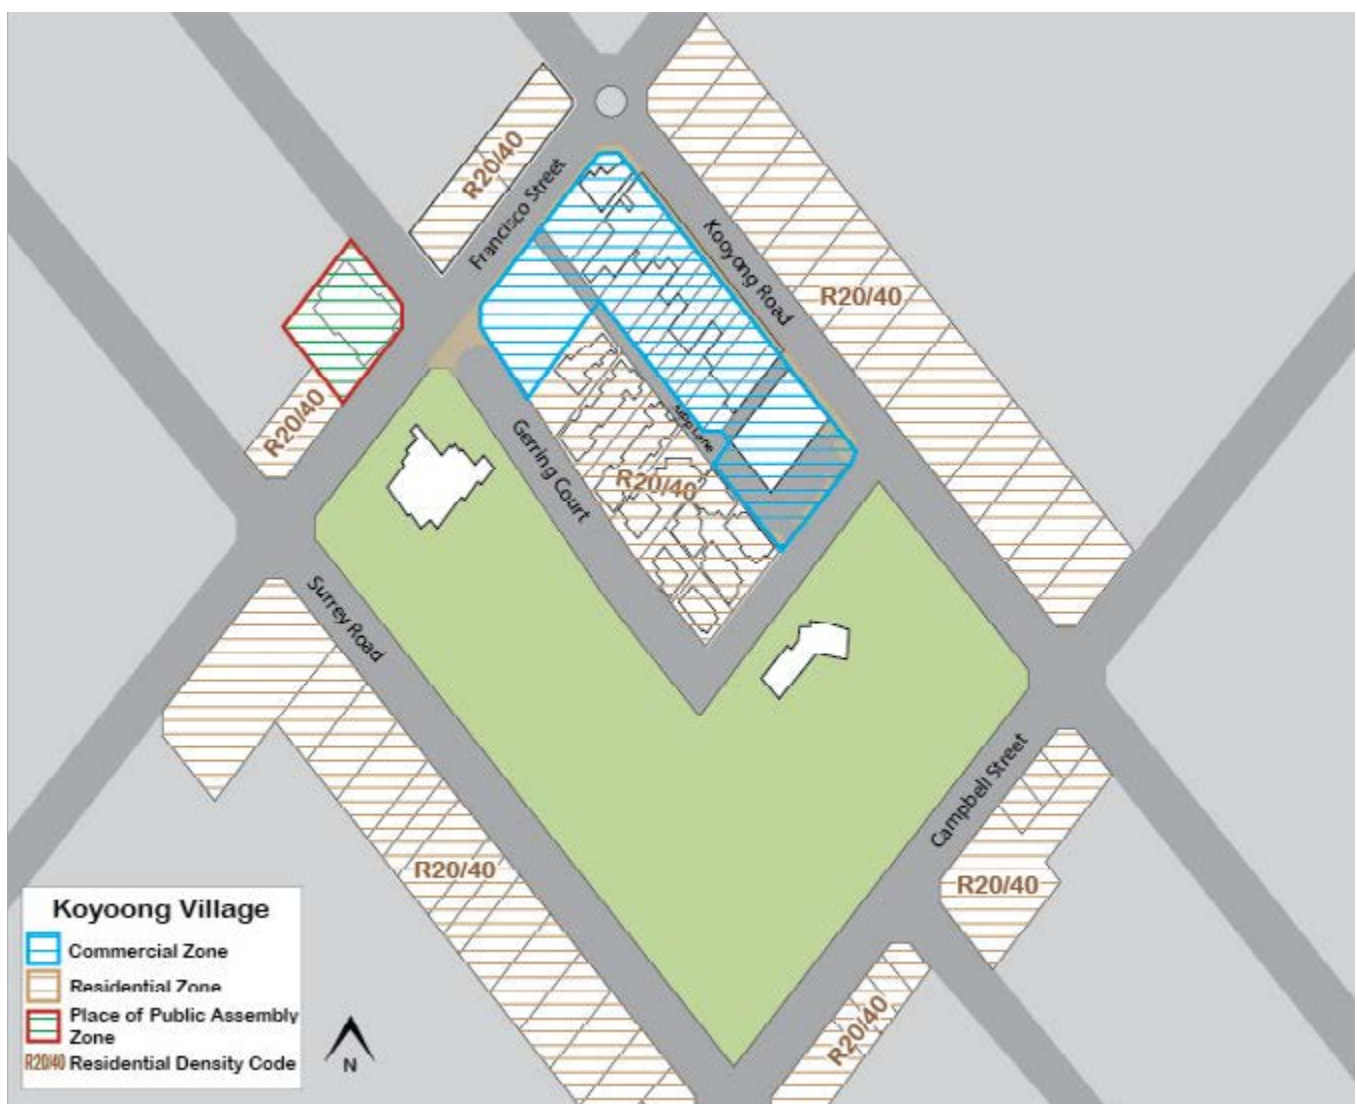 R20/40
Francisco Street
Kooyong Road
R20/40
R20/40
Gerring Court
R20/40
Surrey Road
Campbell Street
R20/40
R20/40
R20/40
Koyoong Village
Commercial Zone
Residential Zone
Place of Public Assembly
Zone
R20/40 Residential Density Code
N